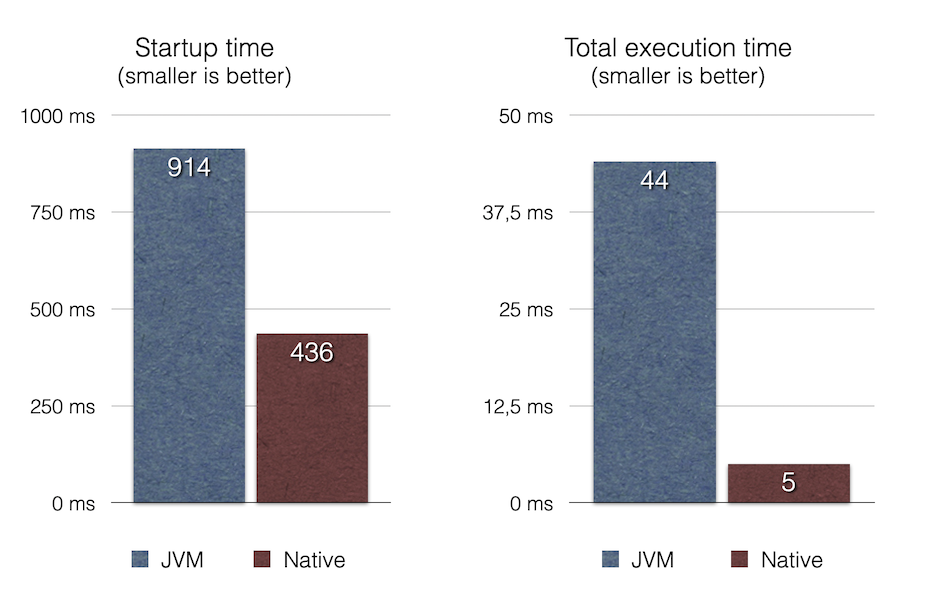 Startup time
(smaller is better)
1000 ms
750 ms
500 ms
250 ms
0 ms
914
436
JVM
Native
Total execution time
(smaller is better)
50 ms
37,5 ms
25 ms
12,5 ms
0 ms
44
5
JVM
Native